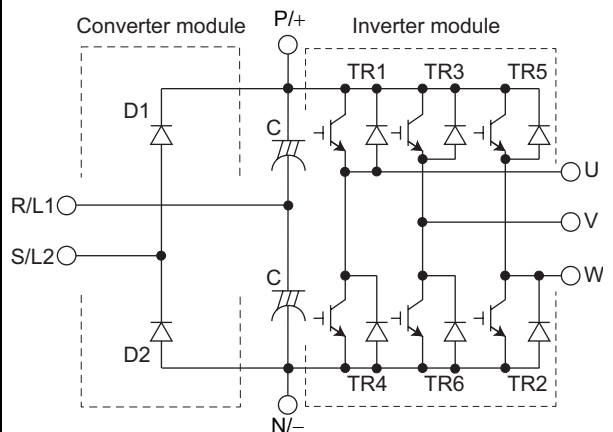 P/+
Converter module
Inverter module
TR1
TR3
TR5
D1
C
U
R/L1
V
S/L2
W
C
D2
TR4
TR6
TR2
N/−